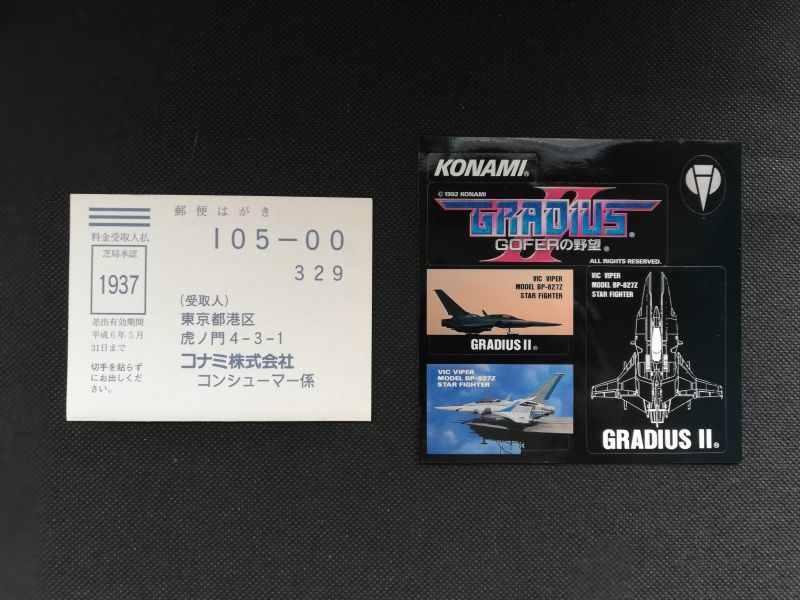 郵便はがき
料金受取人払
芝局承認
1937
差出有効期間
平成6年5月
31日まで
切手を貼らず
にお出しくだ
さい。
105-00
329
(受取人)
東京都港区
虎ノ門4-3-1
コナミ株式会社
コンシューマー係
KONAMI®
© 1992 KONAMI
GRADIUS II®
GOFERの野望®
ALL RIGHTS RESERVED.
VIC VIPER
MODEL BP-827Z
STAR FIGHTER
GRADIUS II®
VIC VIPER
MODEL BP-827Z
STAR FIGHTER
VIC VIPER
MODEL BP-827Z
STAR FIGHTER
GRADIUS II®